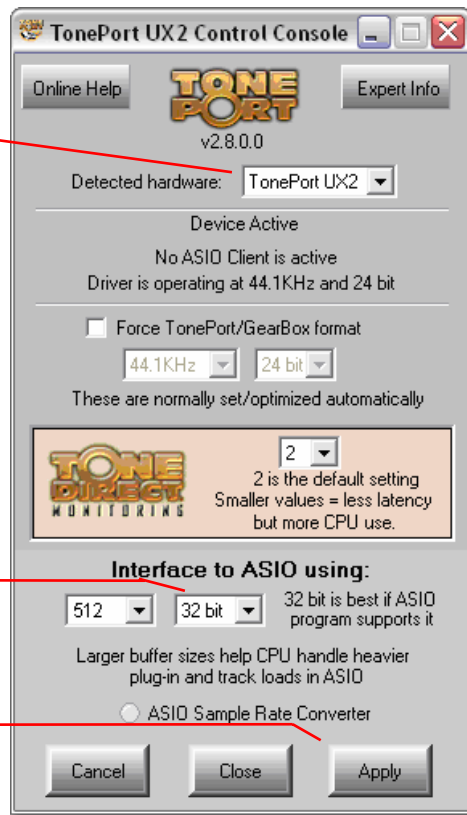 TonePort UX2 Control Console
Online Help
TONE
PORT
Expert Info
v2.8.0.0
Detected hardware: TonePort UX2
Device Active
No ASIO Client is active
Driver is operating at 44.1KHz and 24 bit
Force TonePort/GearBox format
44.1KHz 24 bit
These are normally set/optimized automatically
TONE
DIRECT
MONITORING
2
2 is the default setting
Smaller values = less latency
but more CPU use.
Interface to ASIO using:
512 32 bit
32 bit is best if ASIO
program supports it
Larger buffer sizes help CPU handle heavier
plug-in and track loads in ASIO
ASIO Sample Rate Converter
Cancel Close Apply